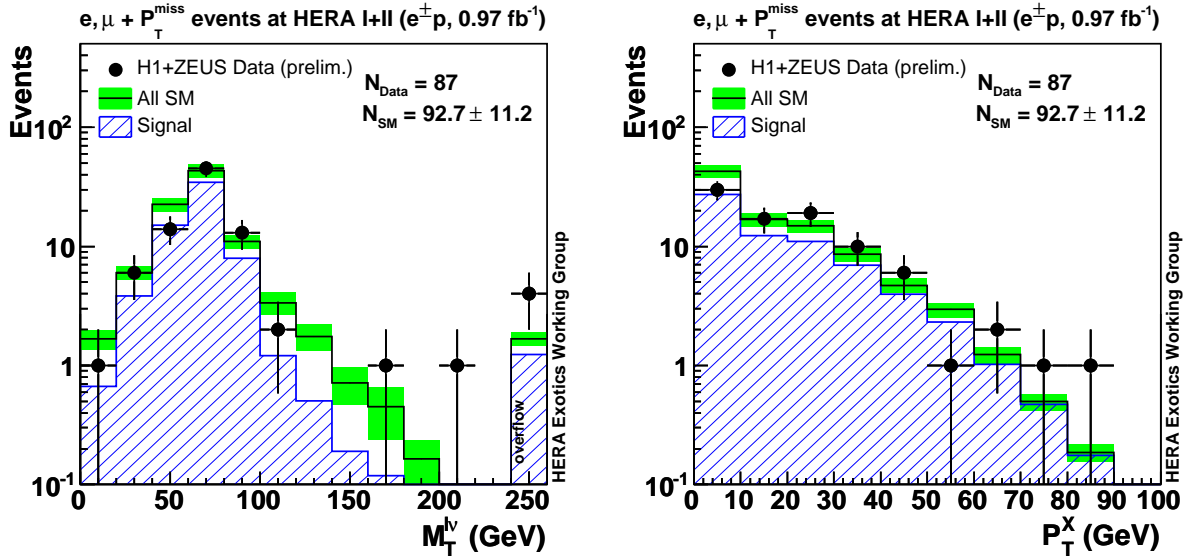 e, μ + P_T^miss events at HERA I+II (e±p, 0.97 fb⁻¹)
Events
H1+ZEUS Data (prelim.)
All SM
Signal
N_Data = 87
N_SM = 92.7 ± 11.2
10²
10
1
10⁻¹
overflow
HERA Exotics Working Group
0 50 100 150 200 250
M_T^lν (GeV)
e, μ + P_T^miss events at HERA I+II (e±p, 0.97 fb⁻¹)
Events
H1+ZEUS Data (prelim.)
All SM
Signal
N_Data = 87
N_SM = 92.7 ± 11.2
10²
10
1
10⁻¹
HERA Exotics Working Group
0 10 20 30 40 50 60 70 80 90 100
P_T^X (GeV)